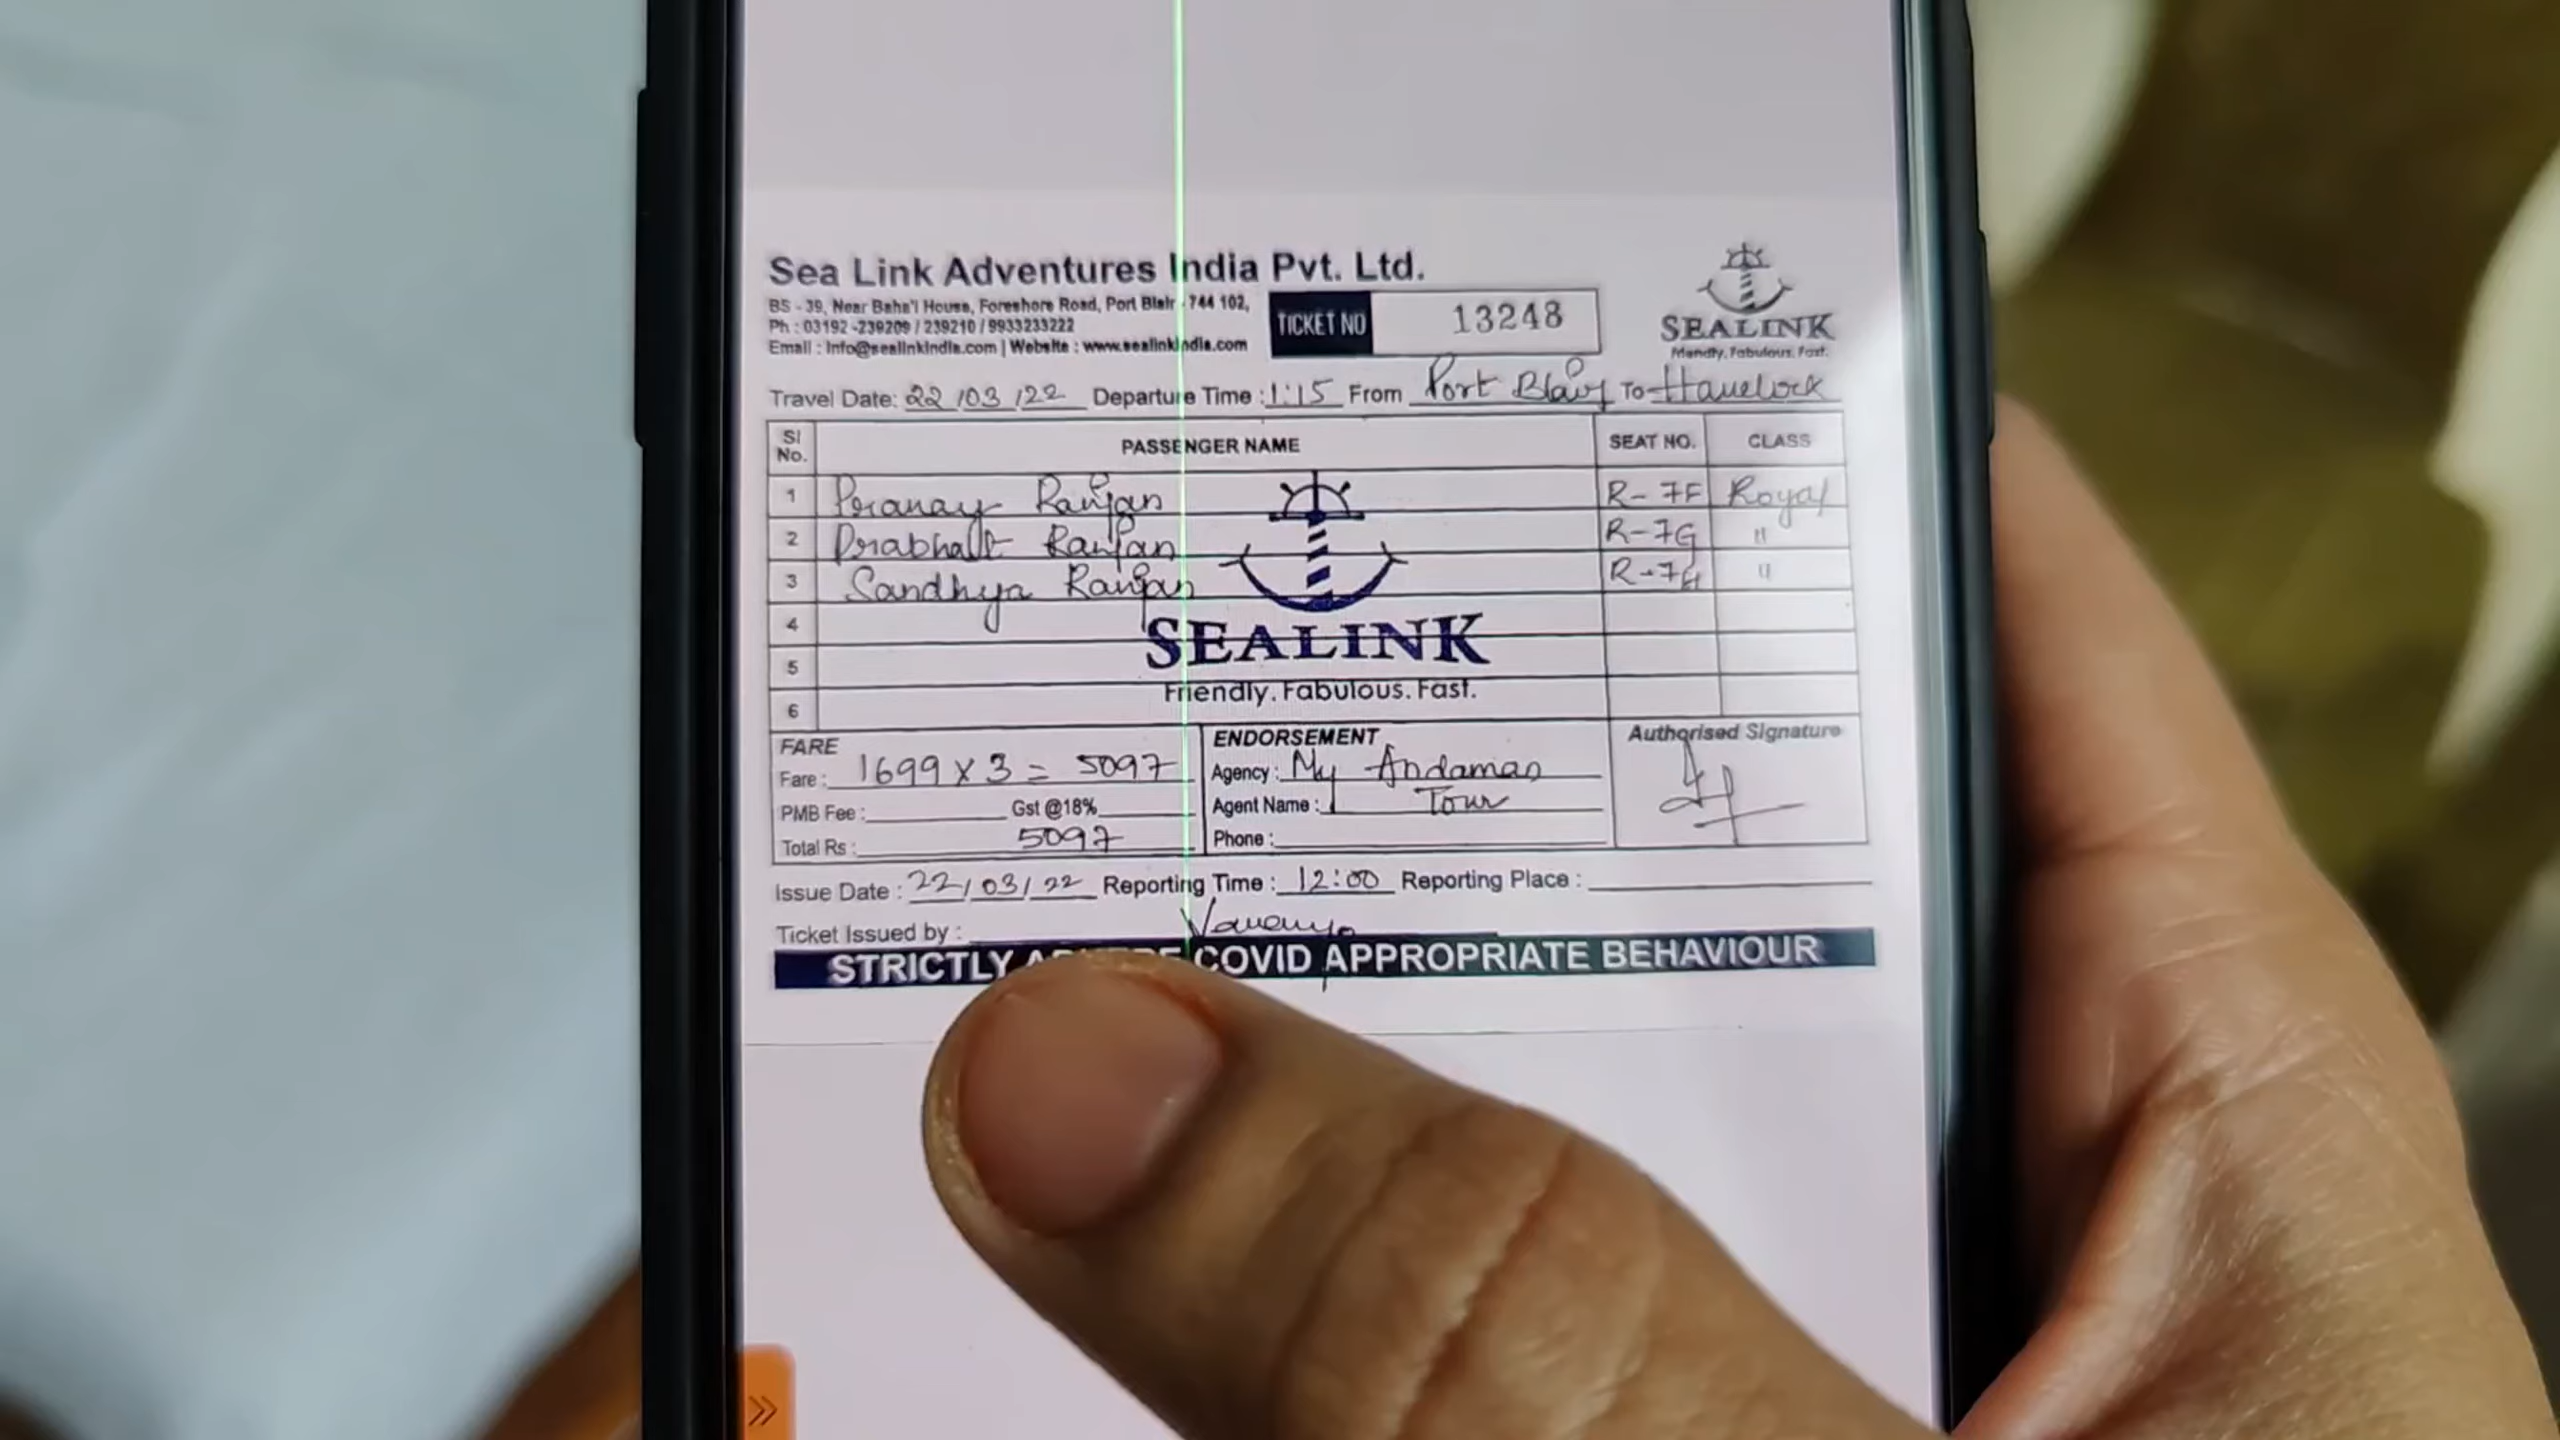 Sea Link Adventures India Pvt. Ltd.
BS - 39, Near Baha'i House, Foreshore Road, Port Blair - 744 102,
Ph : 03192 -239209 / 239210 / 9933233222
Email : Info@sealinkindia.com | Website : www.sealinkindia.com
TICKET NO 13248
SEALINK
Friendly. Fabulous. Fast.
Travel Date: 22/03/22 Departure Time : 1:15 From Port Blair To Havelock
Sl No. PASSENGER NAME SEAT NO. CLASS
1 Pranay Ranjan R-7F Royal
2 Prabhat Ranjan R-7G "
3 Sandhya Ranjan R-7H "
4
5
6
SEALINK
Friendly. Fabulous. Fast.
FARE
Fare : 1699 x 3 = 5097
PMB Fee : Gst @18%
Total Rs : 5097
ENDORSEMENT
Agency : My Andaman
Agent Name : Tour
Phone :
Authorised Signature
Issue Date : 22/03/22 Reporting Time : 12:00 Reporting Place :
Ticket Issued by :
STRICTLY COVID APPROPRIATE BEHAVIOUR